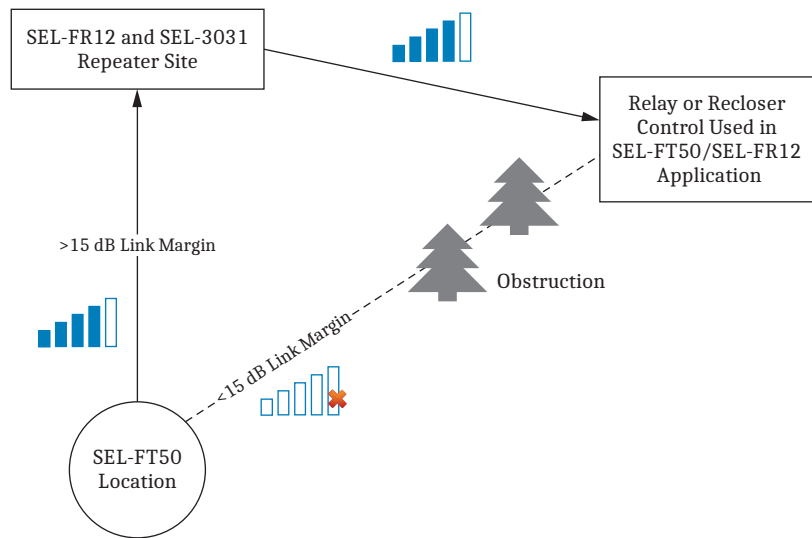 SEL-FR12 and SEL-3031
Repeater Site
Relay or Recloser
Control Used in
SEL-FT50/SEL-FR12
Application
>15 dB Link Margin
Obstruction
<15 dB Link Margin
SEL-FT50
Location